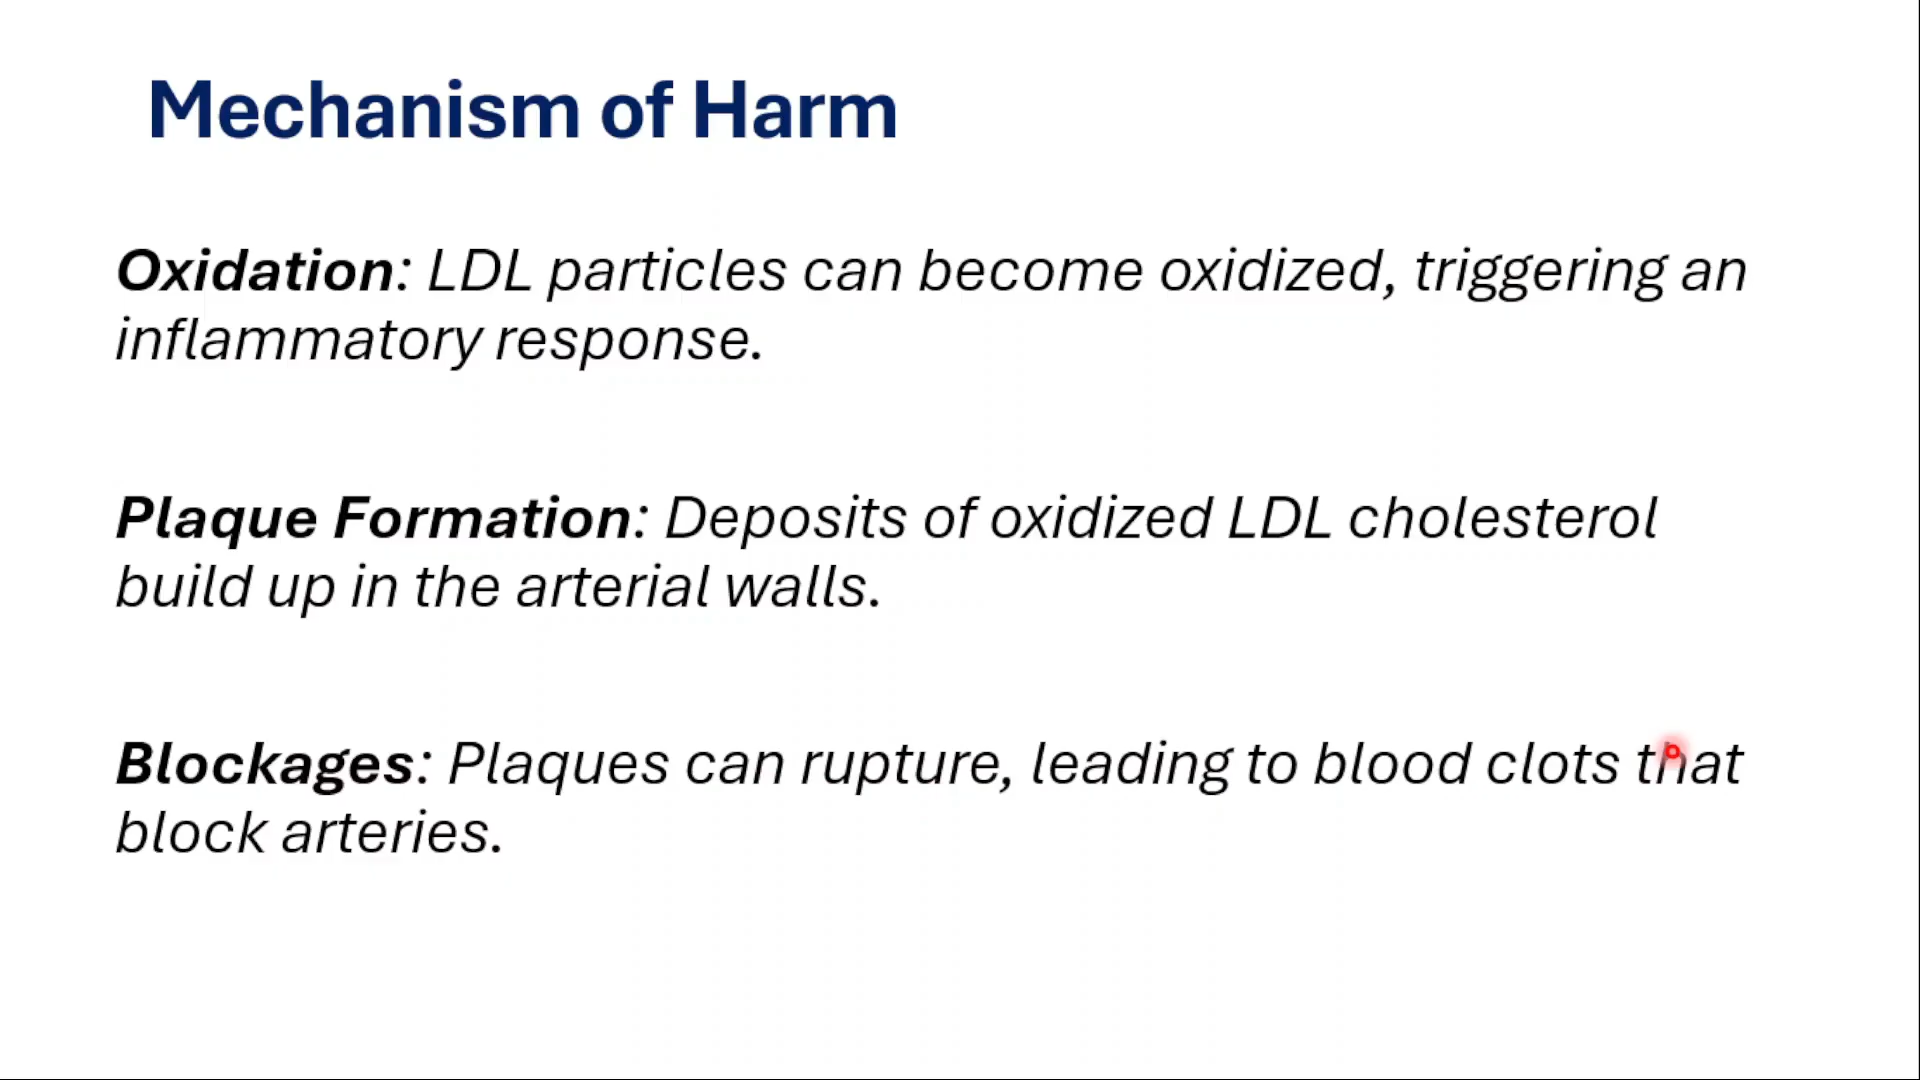 Mechanism of Harm
Oxidation: LDL particles can become oxidized, triggering an
inflammatory response.
Plaque Formation: Deposits of oxidized LDL cholesterol
build up in the arterial walls.
Blockages: Plaques can rupture, leading to blood clots that
block arteries.